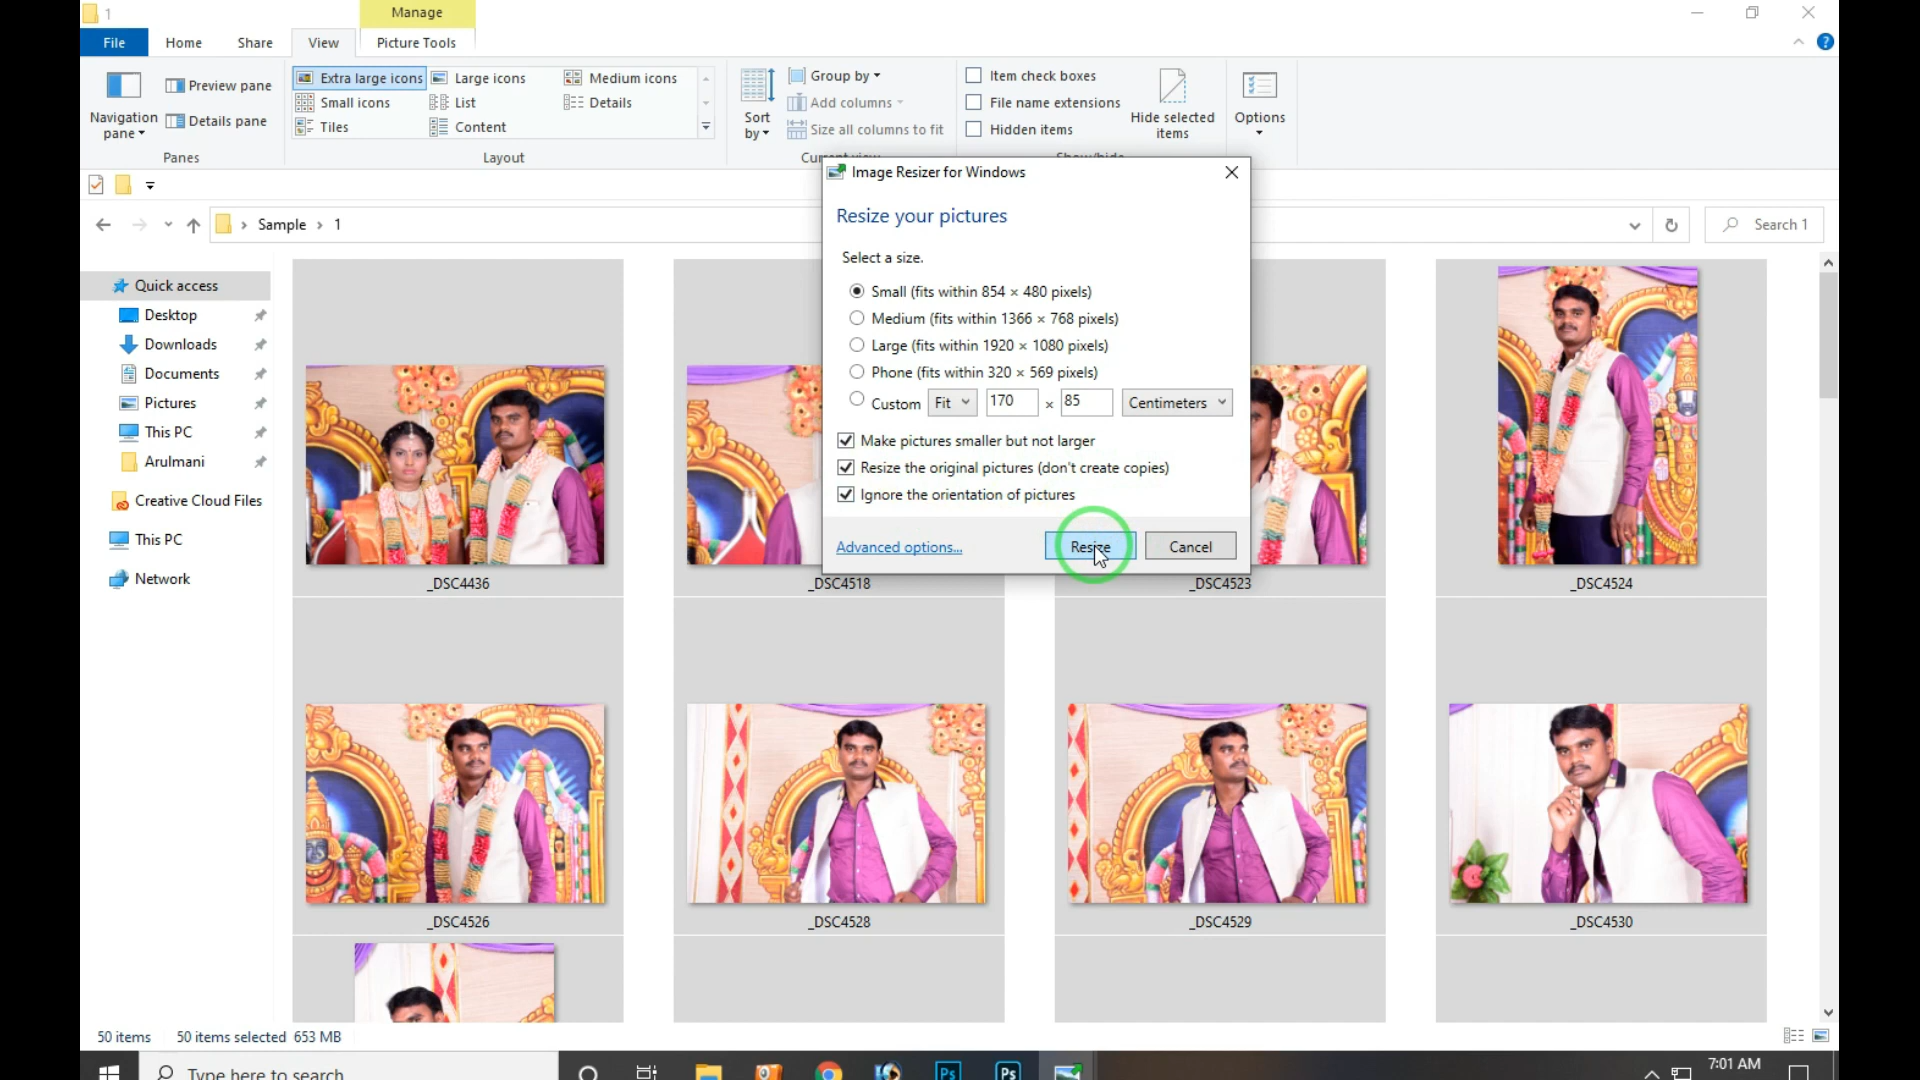 1
Manage
File
Home
Share
View
Picture Tools
Navigation pane
Preview pane
Details pane
Panes
Extra large icons
Large icons
Medium icons
Small icons
List
Details
Tiles
Content
Layout
Sort by
Group by
Add columns
Size all columns to fit
Item check boxes
File name extensions
Hidden items
Hide selected items
Options
Sample
1
Search 1
Quick access
Desktop
Downloads
Documents
Pictures
This PC
Arulmani
Creative Cloud Files
This PC
Network
Image Resizer for Windows
Resize your pictures
Select a size.
Small (fits within 854 × 480 pixels)
Medium (fits within 1366 × 768 pixels)
Large (fits within 1920 × 1080 pixels)
Phone (fits within 320 × 569 pixels)
Custom Fit 170 × 85 Centimeters
Make pictures smaller but not larger
Resize the original pictures (don't create copies)
Ignore the orientation of pictures
Advanced options...
Resize
Cancel
_DSC4436
_DSC4518
_DSC4523
_DSC4524
_DSC4526
_DSC4528
_DSC4529
_DSC4530
50 items
50 items selected 653 MB
Type here to search
Ps
Ps
7:01 AM